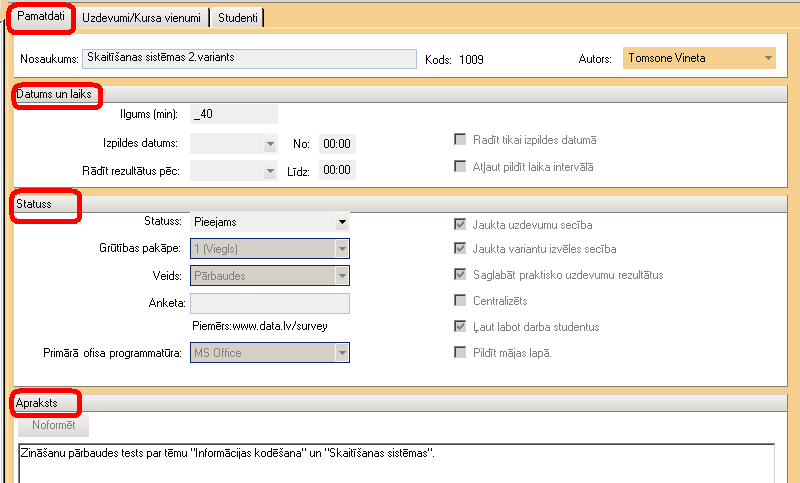 Pamatdati Uzdevumi/Kursa vienumi Studenti
Nosaukums: Skaitīšanas sistēmas 2.variants Kods: 1009 Autors: Tomsone Vineta
Datums un laiks
Ilgums (min): _40
Izpildes datums: No: 00:00 Radīt tikai izpildes datumā
Rādīt rezultātus pēc: Līdz: 00:00 Atļaut pildīt laika intervālā
Statuss
Statuss: Pieejams Jaukta uzdevumu secība
Grūtības pakāpe: 1 (Viegls) Jaukta variantu izvēles secība
Veids: Pārbaudes Saglabāt praktisko uzdevumu rezultātus
Anketa: Centralizēts
Piemērs:www.data.lv/survey Ļaut labot darba studentus
Primārā ofisa programmatūra: MS Office Pildīt mājas lapā.
Apraksts
Noformēt
Zināšanu pārbaudes tests par tēmu "Informācijas kodēšana" un "Skaitīšanas sistēmas".